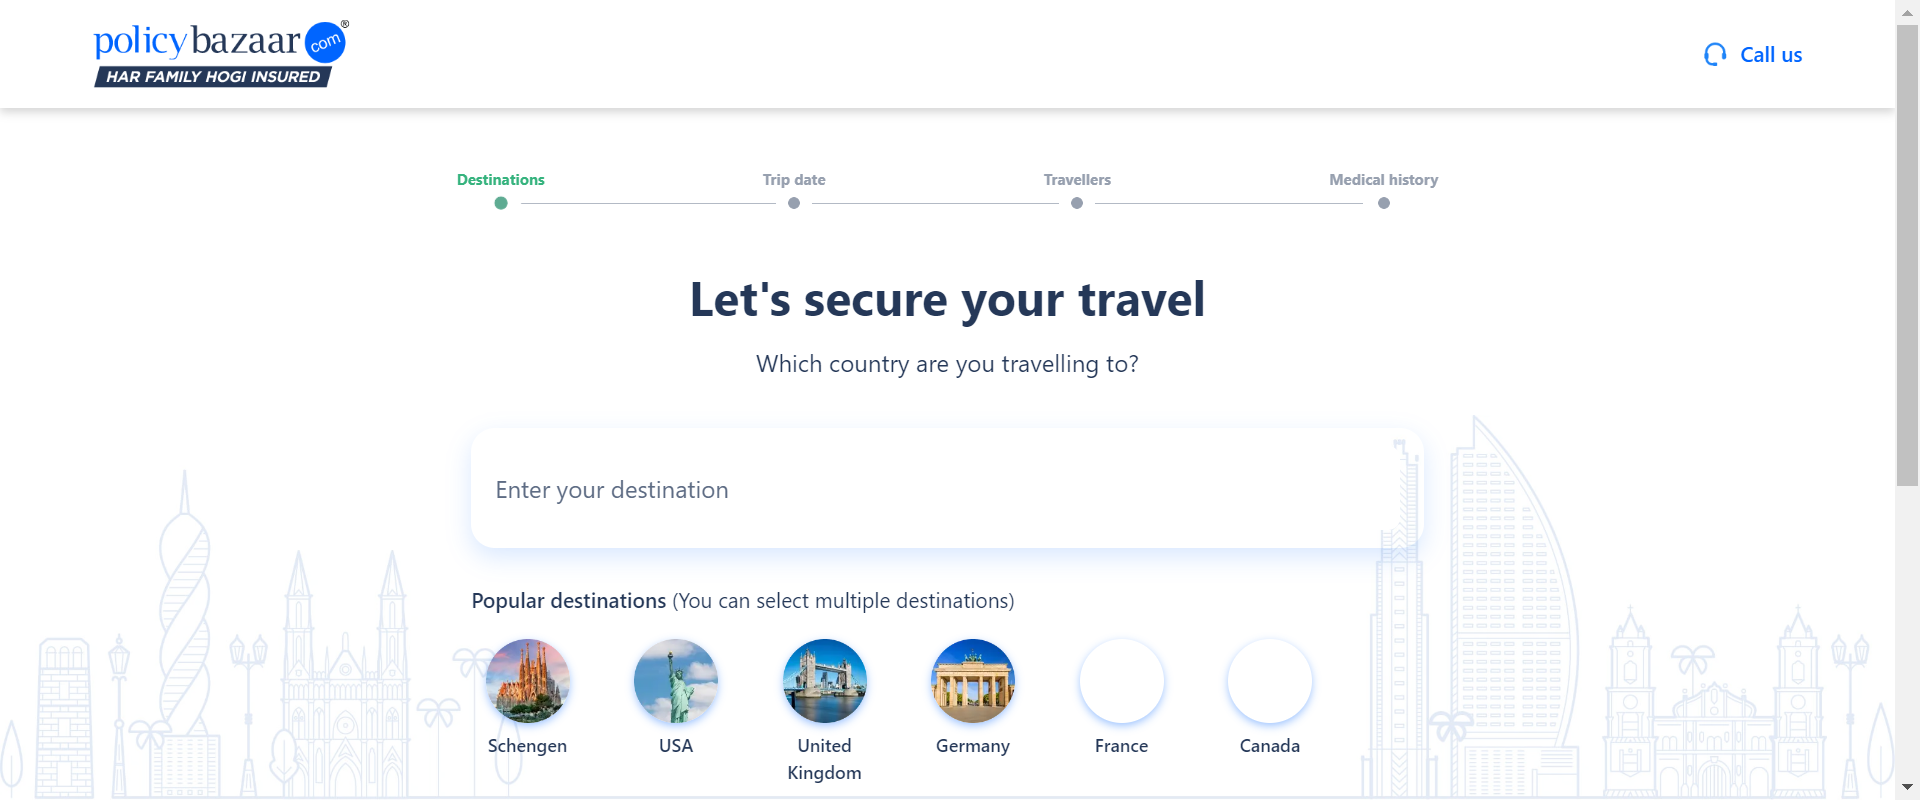 policybazaar com®
HAR FAMILY HOGI INSURED
Call us
Destinations
Trip date
Travellers
Medical history
Let's secure your travel
Which country are you travelling to?
Enter your destination
Popular destinations (You can select multiple destinations)
Schengen
USA
United
Kingdom
Germany
France
Canada